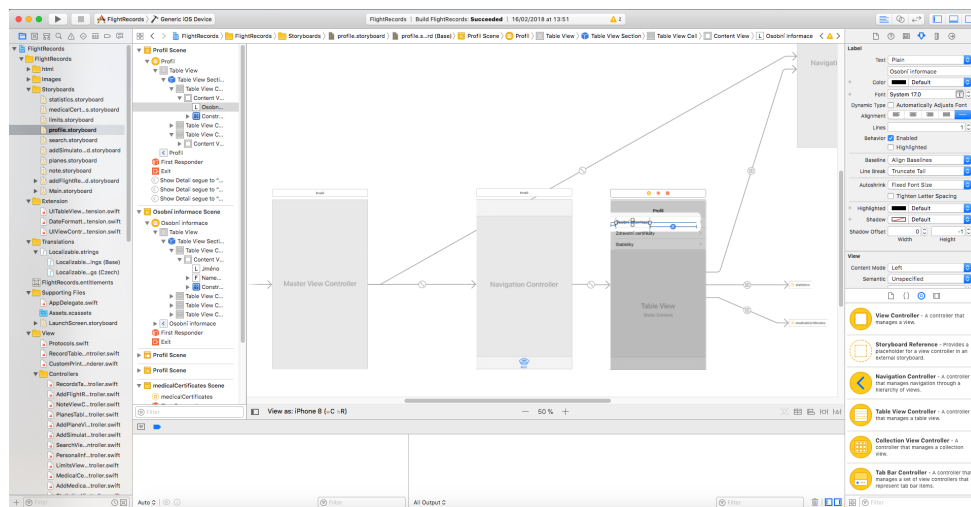 FlightRecords
Generic iOS Device
FlightRecords | Build FlightRecords: Succeeded | 16/02/2018 at 13:51
2
FlightRecords
FlightRecords
Storyboards
profile.storyboard
profile.s...rd (Base)
Profil Scene
Profil
Table View
Table View Section
Table View Cell
Content View
L Osobní informace
FlightRecords
FlightRecords
html
Images
Storyboards
statistics.storyboard
medicalCert...s.storyboard
limits.storyboard
profile.storyboard
search.storyboard
addSimulato...d.storyboard
planes.storyboard
note.storyboard
addFlightRe...d.storyboard
Main.storyboard
Extension
UITableView...tension.swift
DateFormatt...tension.swift
UIViewContr...tension.swift
Translations
Localizable.strings
Localizable...ings (Base)
Localizable...gs (Czech)
FlightRecords.entitlements
Supporting Files
AppDelegate.swift
Assets.xcassets
LaunchScreen.storyboard
View
Protocols.swift
RecordTable...ntroller.swift
CustomPrint...nderer.swift
Controllers
RecordsTa...troller.swift
AddFlightR...troller.swift
NoteViewC...troller.swift
PlanesTabl...troller.swift
AddPlaneVi...troller.swift
AddSimulat...troller.swift
SearchVie...ntroller.swift
PersonalInf...troller.swift
LimitsView...troller.swift
MedicalCe...troller.swift
AddMedica...troller.swift
Filter
Profil Scene
Profil
Table View
Table View Secti...
Table View C...
Content V...
L Osobn...
Constr...
Table View C...
Table View C...
Content V...
Profil
First Responder
Exit
Show Detail segue to "...
Show Detail segue to "...
Show Detail segue to "...
Osobní informace Scene
Osobní informace
Table View
Table View Secti...
Table View C...
Content V...
L Jméno
F Name...
Constr...
Table View C...
Table View C...
Table View C...
Osobní informace
First Responder
Exit
Profil Scene
Profil Scene
medicalCertificates Scene
medicalCertificates
Filter
Master View Controller
Navigation Controller
Profil
Zdravotní certifikáty
Statistiky
Table View
Navigati
statistics
medicalCertificates
View as: iPhone 8 (wC hR)
50 %
Auto
Filter
All Output
Filter
Label
Text Plain
Osobní informace
Color Default
Font System 17.0
Dynamic Type Automatically Adjusts Font
Alignment
Lines 1
Behavior Enabled
Highlighted
Baseline Align Baselines
Line Break Truncate Tail
Autoshrink Fixed Font Size
Tighten Letter Spacing
Highlighted Default
Shadow Default
Shadow Offset 0 -1
Width Height
View
Content Mode Left
Semantic Unspecified
View Controller - A controller that
manages a view.
Storyboard Reference - Provides a
placeholder for a view controller in an
external storyboard.
Navigation Controller - A controller
that manages navigation through a
hierarchy of views.
Table View Controller - A controller
that manages a table view.
Collection View Controller - A
controller that manages a collection
view.
Tab Bar Controller - A controller that
manages a set of view controllers that
represent tab bar items.
Filter